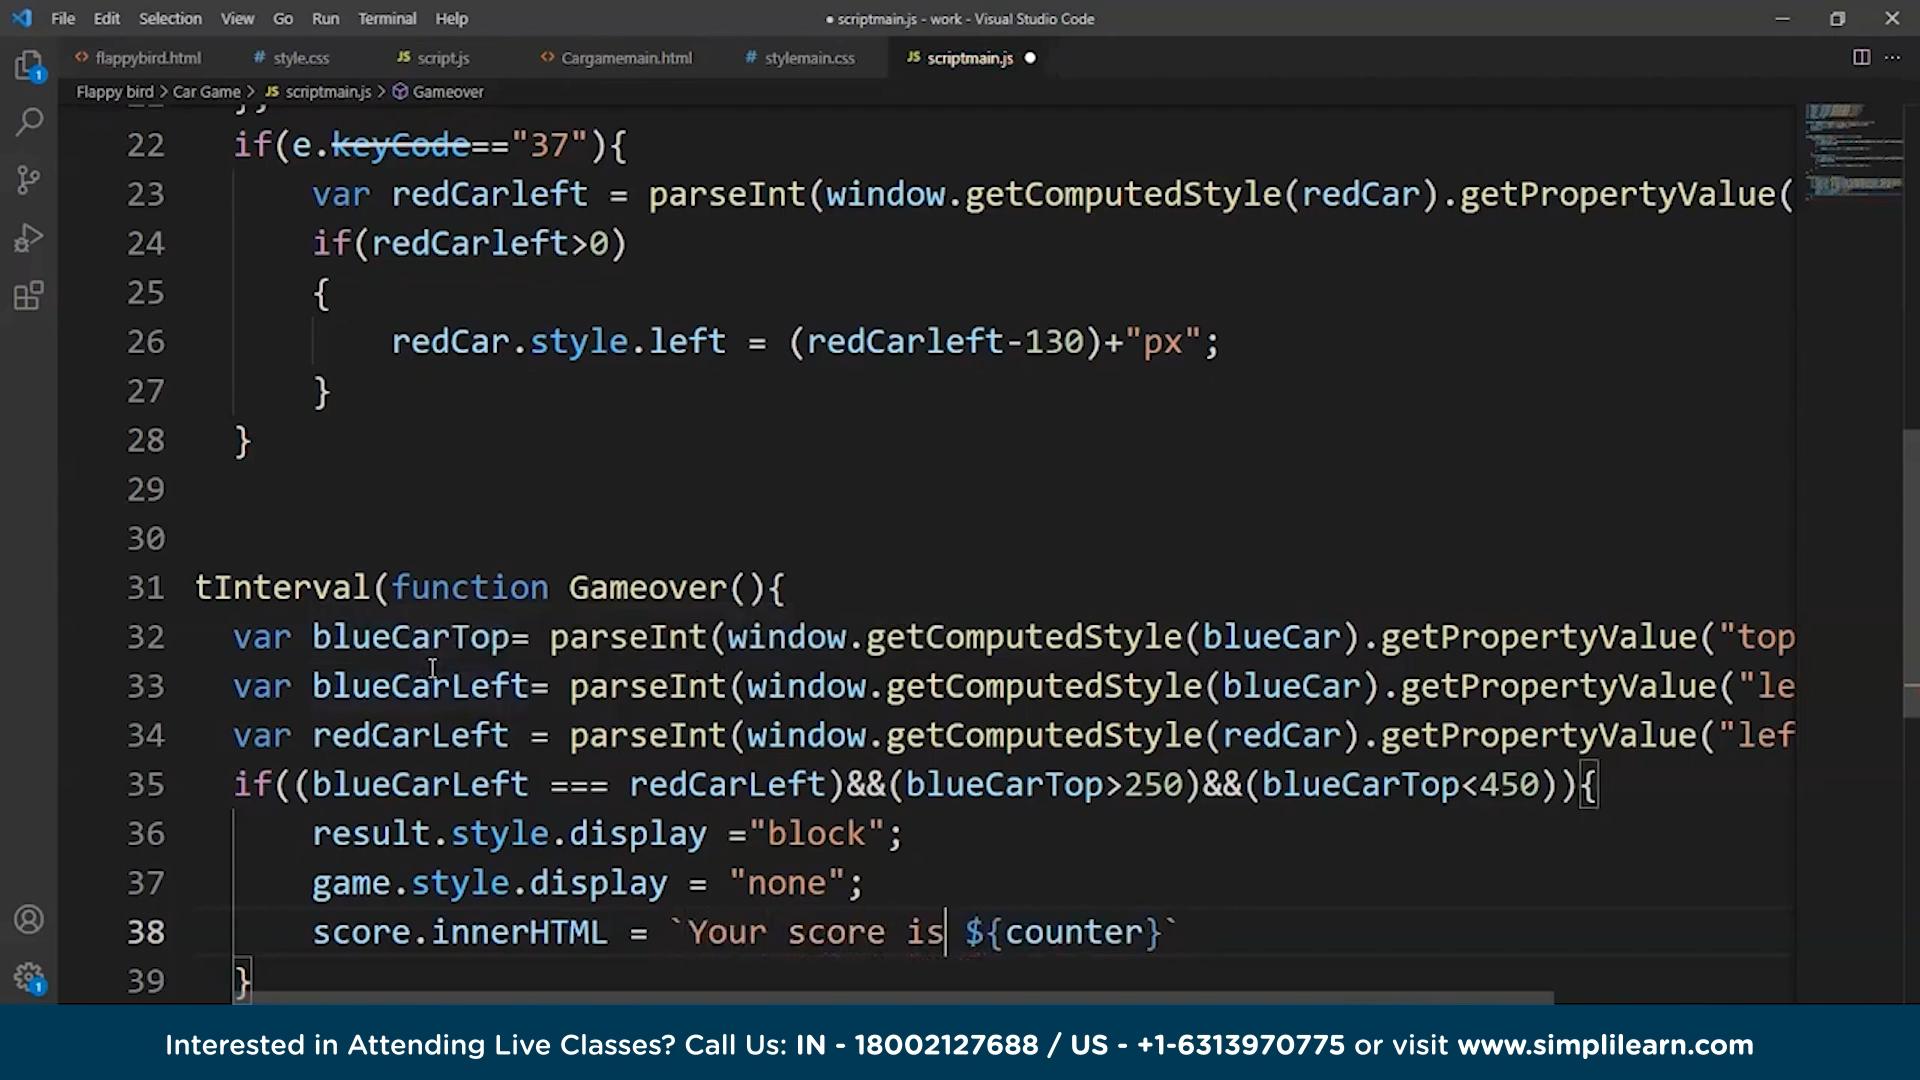 File Edit Selection View Go Run Terminal Help
● scriptmain.js - work - Visual Studio Code
flappybird.html # style.css JS script.js Cargamemain.html # stylemain.css JS scriptmain.js
Flappy bird > Car Game > JS scriptmain.js > Gameover
22 if(e.keyCode=="37"){
23 var redCarleft = parseInt(window.getComputedStyle(redCar).getPropertyValue(
24 if(redCarleft>0)
25 {
26 redCar.style.left = (redCarleft-130)+"px";
27 }
28 }
29
30
31 tInterval(function Gameover(){
32 var blueCarTop= parseInt(window.getComputedStyle(blueCar).getPropertyValue("top
33 var blueCarLeft= parseInt(window.getComputedStyle(blueCar).getPropertyValue("le
34 var redCarLeft = parseInt(window.getComputedStyle(redCar).getPropertyValue("lef
35 if((blueCarLeft === redCarLeft)&&(blueCarTop>250)&&(blueCarTop<450)){
36 result.style.display ="block";
37 game.style.display = "none";
38 score.innerHTML = `Your score is ${counter}`
39 }
1
1
Interested in Attending Live Classes? Call Us: IN - 18002127688 / US - +1-6313970775 or visit www.simplilearn.com